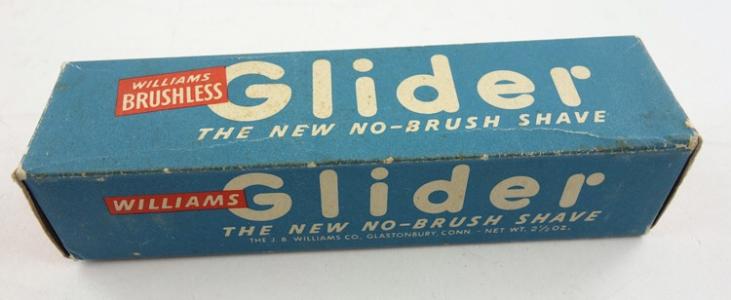 WILLIAMS
BRUSHLESS
Glider
THE NEW NO-BRUSH SHAVE
WILLIAMS
Glider
THE NEW NO-BRUSH SHAVE
THE J. B. WILLIAMS CO., GLASTONBURY, CONN. - NET WT. 2½ OZ.